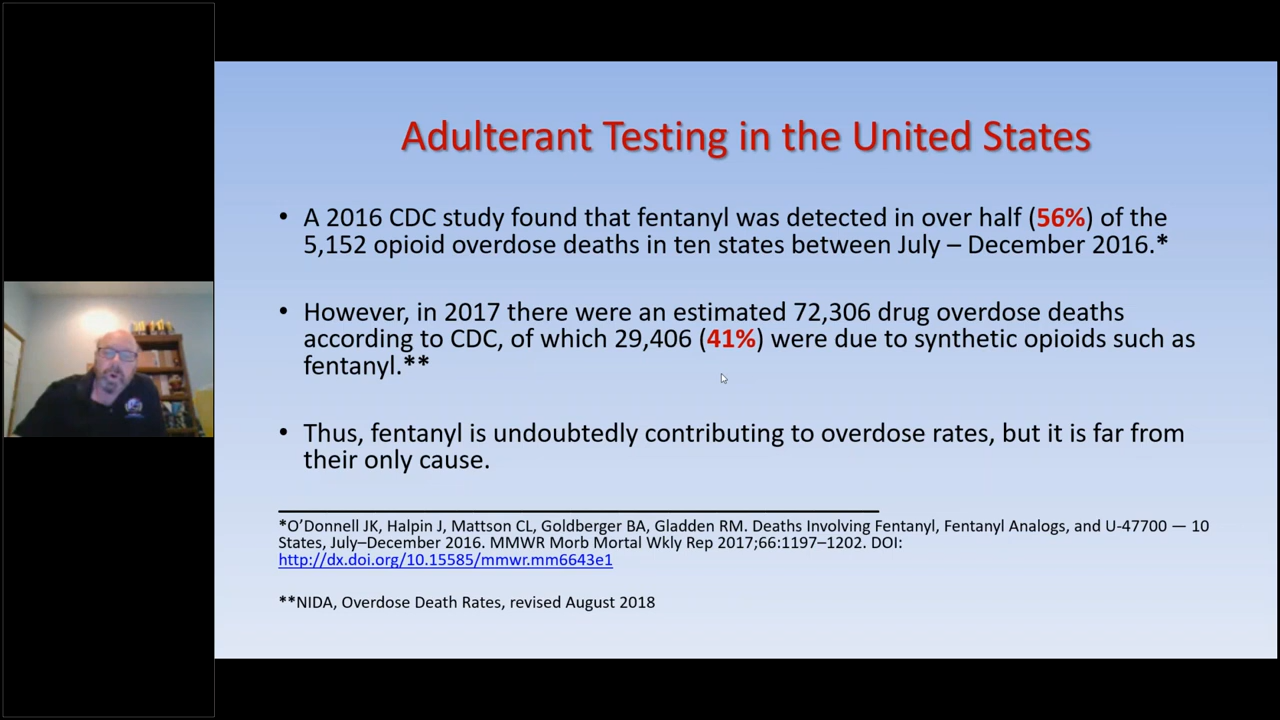 Adulterant Testing in the United States
• A 2016 CDC study found that fentanyl was detected in over half (56%) of the
5,152 opioid overdose deaths in ten states between July – December 2016.*
• However, in 2017 there were an estimated 72,306 drug overdose deaths
according to CDC, of which 29,406 (41%) were due to synthetic opioids such as
fentanyl.**
• Thus, fentanyl is undoubtedly contributing to overdose rates, but it is far from
their only cause.
*O’Donnell JK, Halpin J, Mattson CL, Goldberger BA, Gladden RM. Deaths Involving Fentanyl, Fentanyl Analogs, and U-47700 — 10
States, July–December 2016. MMWR Morb Mortal Wkly Rep 2017;66:1197–1202. DOI:
http://dx.doi.org/10.15585/mmwr.mm6643e1
**NIDA, Overdose Death Rates, revised August 2018